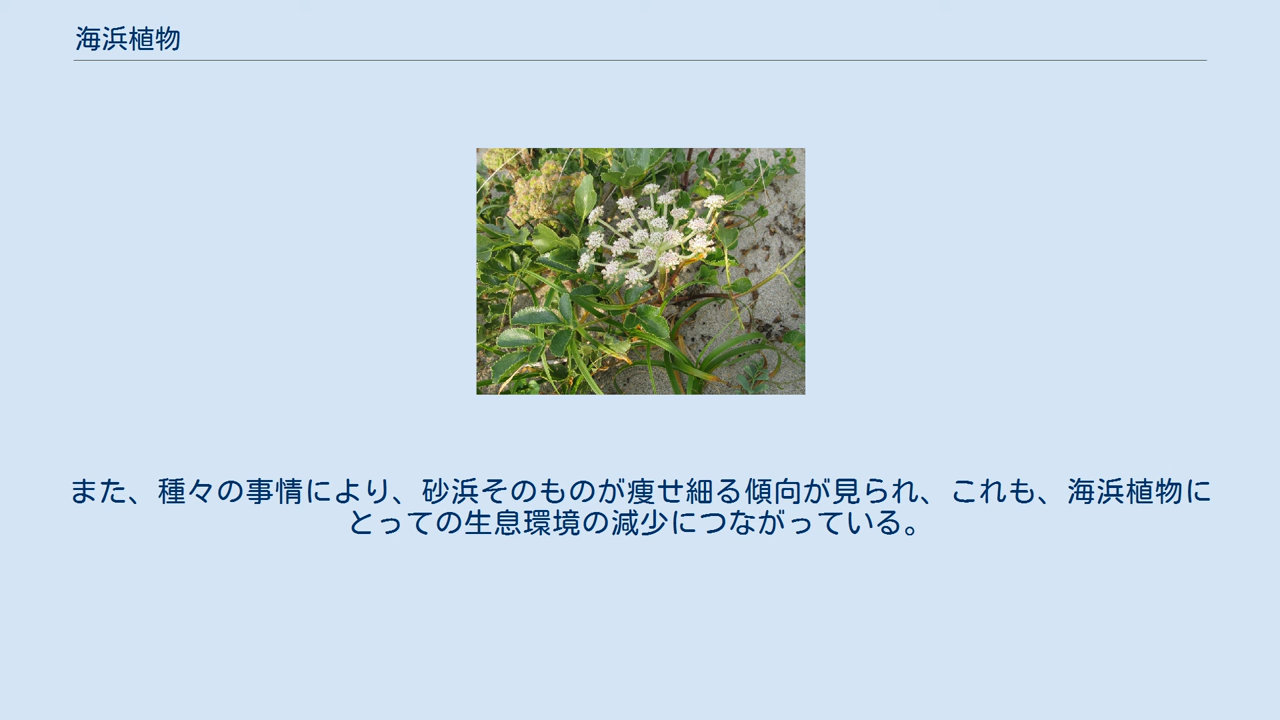 海浜植物
また、種々の事情により、砂浜そのものが痩せ細る傾向が見られ、これも、海浜植物に
とっての生息環境の減少につながっている。